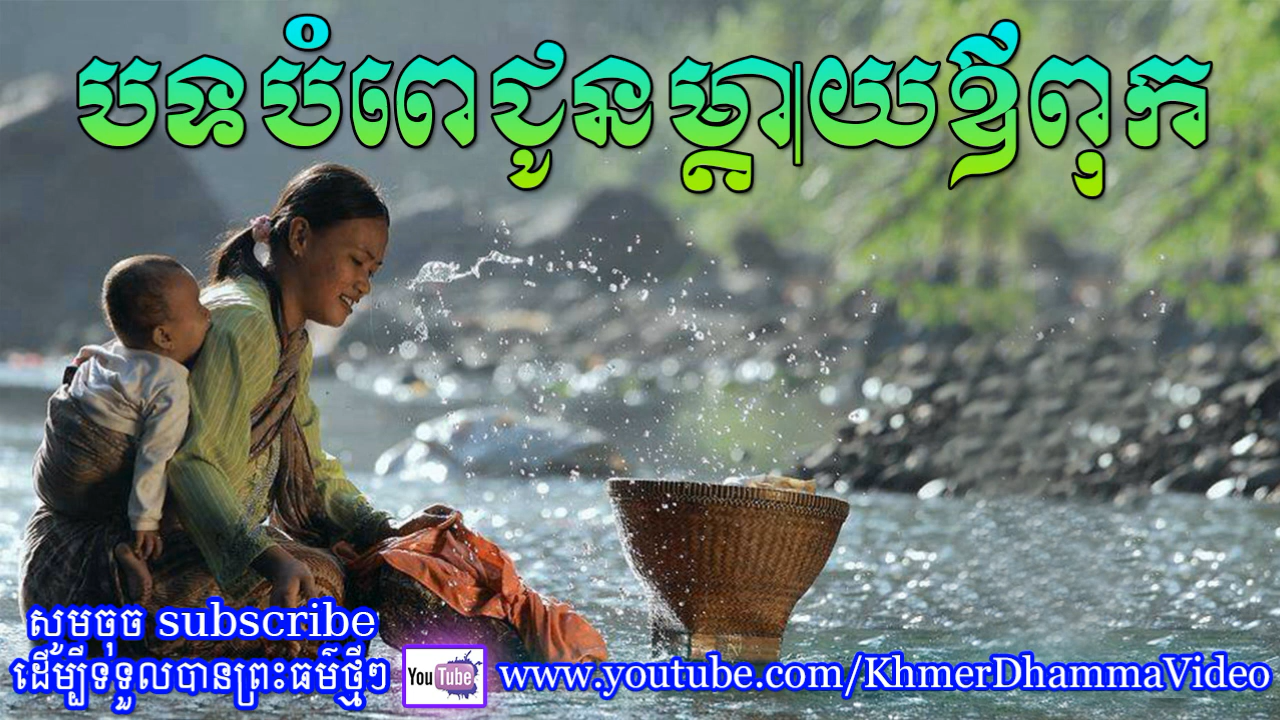 បទបំពេជូនម្តាយឪពុក
សូមចុច subscribe
ដើម្បីទទួលបានព្រះធម៌ថ្មីៗ
YouTube
www.youtube.com/KhmerDhammaVideo